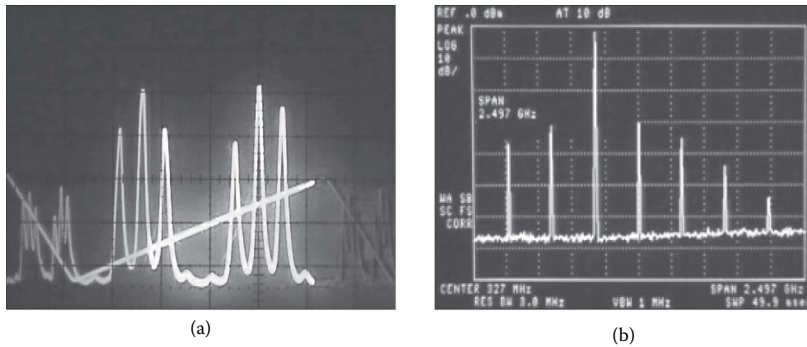 REF .0 dBm AT 10 dB
PEAK
LOG
10
dB/
SPAN
2.497 GHz
WA SB
SC FS
CORR
CENTER 327 MHz SPAN 2.497 GHz
RES BW 3.0 MHz VBW 1 MHz SWP 49.9 msec
(a)
(b)